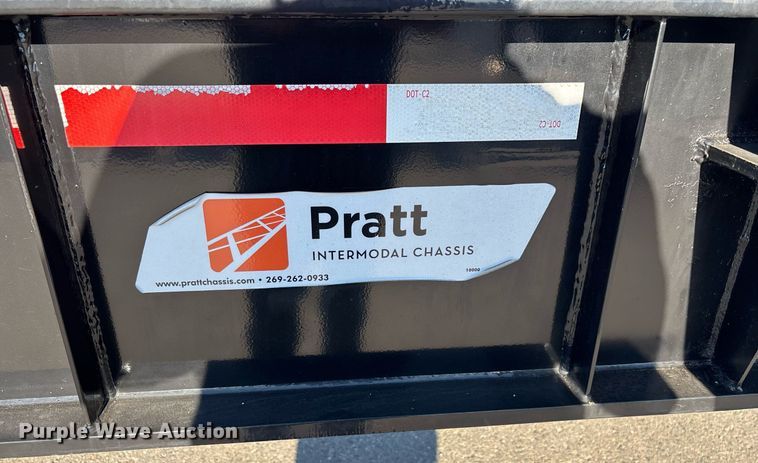 DOT-C2
DOT-C2
Pratt
INTERMODAL CHASSIS
www.prattchassis.com • 269-262-0933
10000
Purple Wave Auction